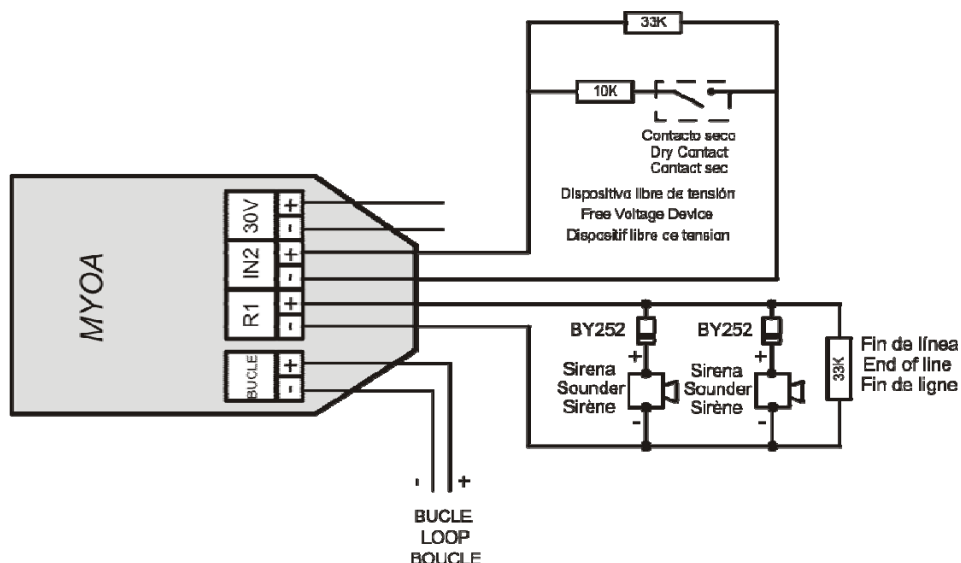 33K
10K
Contacto seco
Dry Contact
Contact sec
Dispositivo libre de tensión
Free Voltage Device
Dispositif libre de tension
MYOA
30V
+
-
IN2
+
-
R1
+
-
BUCLE
+
-
BY252
+
Sirena
Sounder
Sirène
-
BY252
+
Sirena
Sounder
Sirène
-
33K
Fin de línea
End of line
Fin de ligne
- +
BUCLE
LOOP
BOUCLE